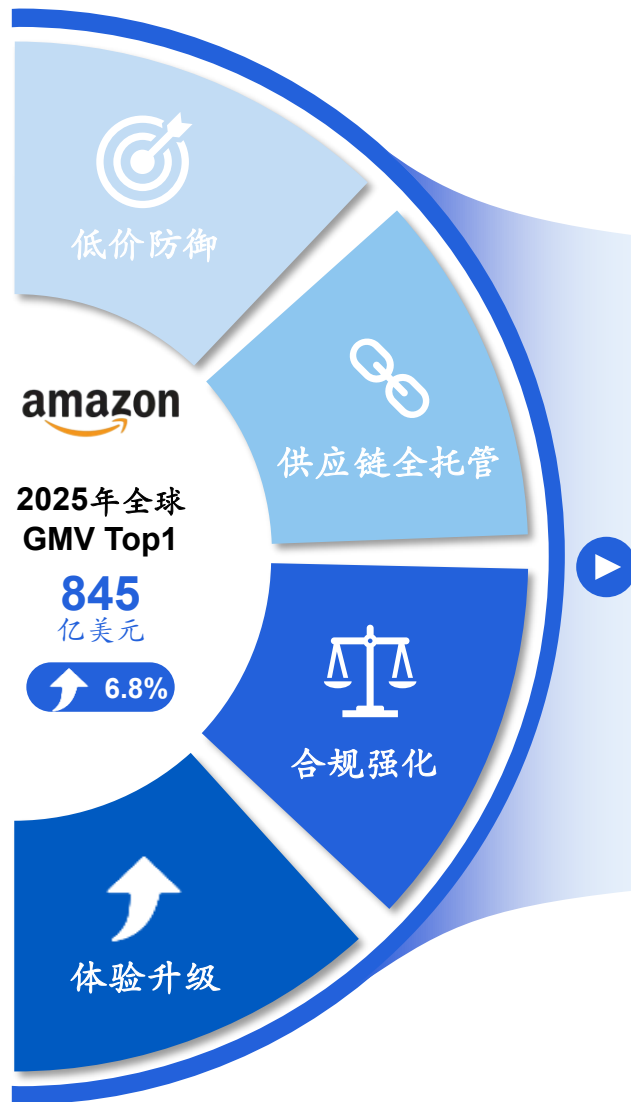 低价防御
供应链全托管
amazon
2025年全球
GMV Top1
845
亿美元
6.8%
合规强化
体验升级